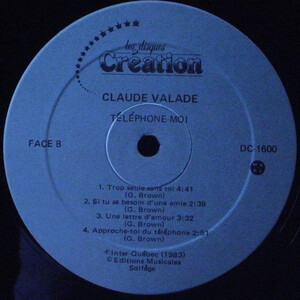 les disques
Création
CLAUDE VALADE
TÉLÉPHONE-MOI
FACE B
DC-1600
1. Trop seule sans toi 4:41
(G. Brown)
2. Si tu as besoin d'une amie 2:38
(G. Brown)
3. Une lettre d'amour 3:32
(G. Brown)
4. Approche-toi du téléphone 2:51
(G. Brown)
Inter-Québec (1983)
© Editions Musicales
Solfège